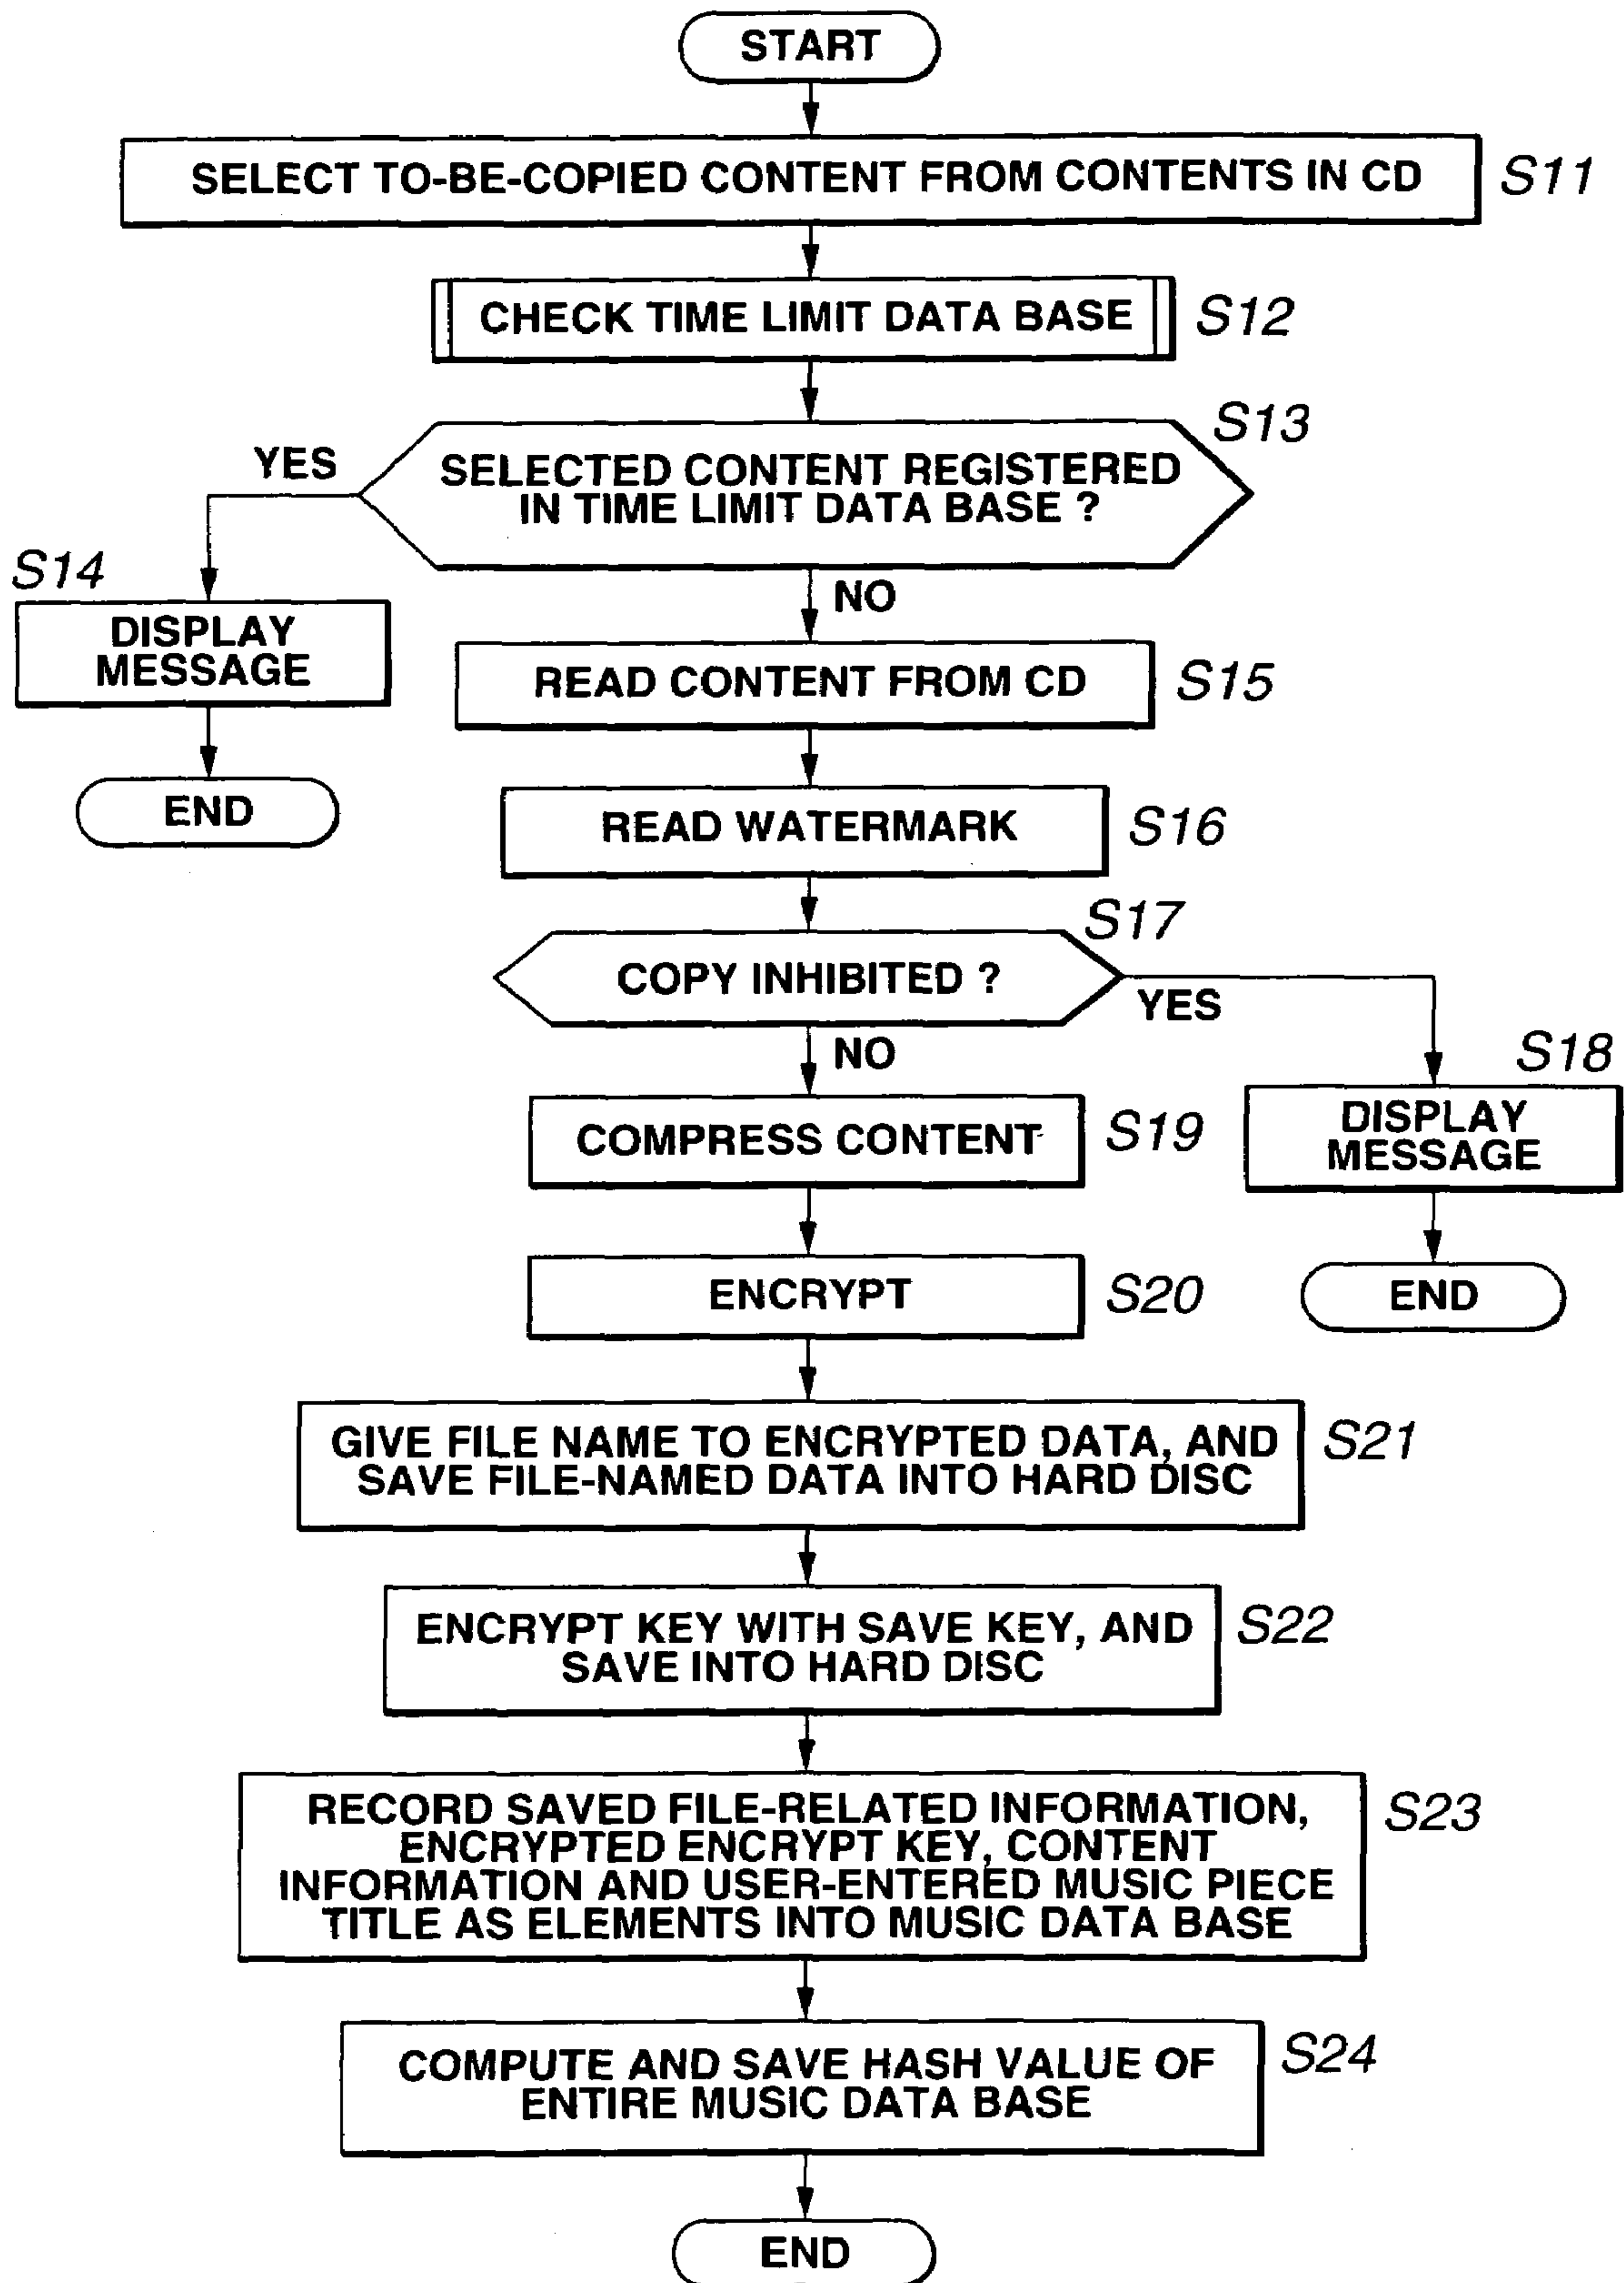 START
SELECT TO-BE-COPIED CONTENT FROM CONTENTS IN CD
S11
CHECK TIME LIMIT DATA BASE
S12
S13
YES
SELECTED CONTENT REGISTERED
IN TIME LIMIT DATA BASE ?
S14
NO
DISPLAY
MESSAGE
READ CONTENT FROM CD
S15
END
READ WATERMARK
S16
S17
COPY INHIBITED ?
YES
NO
S18
DISPLAY
MESSAGE
COMPRESS CONTENT
S19
ENCRYPT
S20
END
GIVE FILE NAME TO ENCRYPTED DATA, AND
SAVE FILE-NAMED DATA INTO HARD DISC
S21
ENCRYPT KEY WITH SAVE KEY, AND
SAVE INTO HARD DISC
S22
RECORD SAVED FILE-RELATED INFORMATION,
ENCRYPTED ENCRYPT KEY, CONTENT
INFORMATION AND USER-ENTERED MUSIC PIECE
TITLE AS ELEMENTS INTO MUSIC DATA BASE
S23
COMPUTE AND SAVE HASH VALUE OF
ENTIRE MUSIC DATA BASE
S24
END